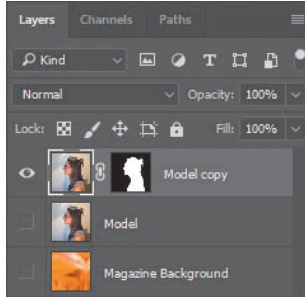 Layers Channels Paths
Kind
Normal Opacity: 100%
Lock: Fill: 100%
Model copy
Model
Magazine Background